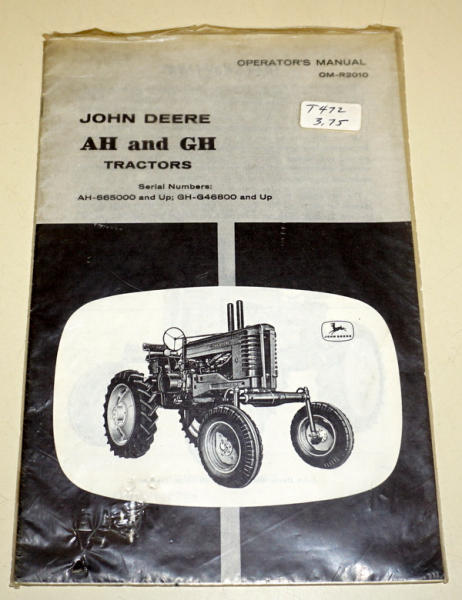 OPERATOR'S MANUAL
OM-R2010
T472
3.75
JOHN DEERE
AH and GH
TRACTORS
Serial Numbers:
AH-665000 and Up; GH-G46800 and Up
JOHN DEERE